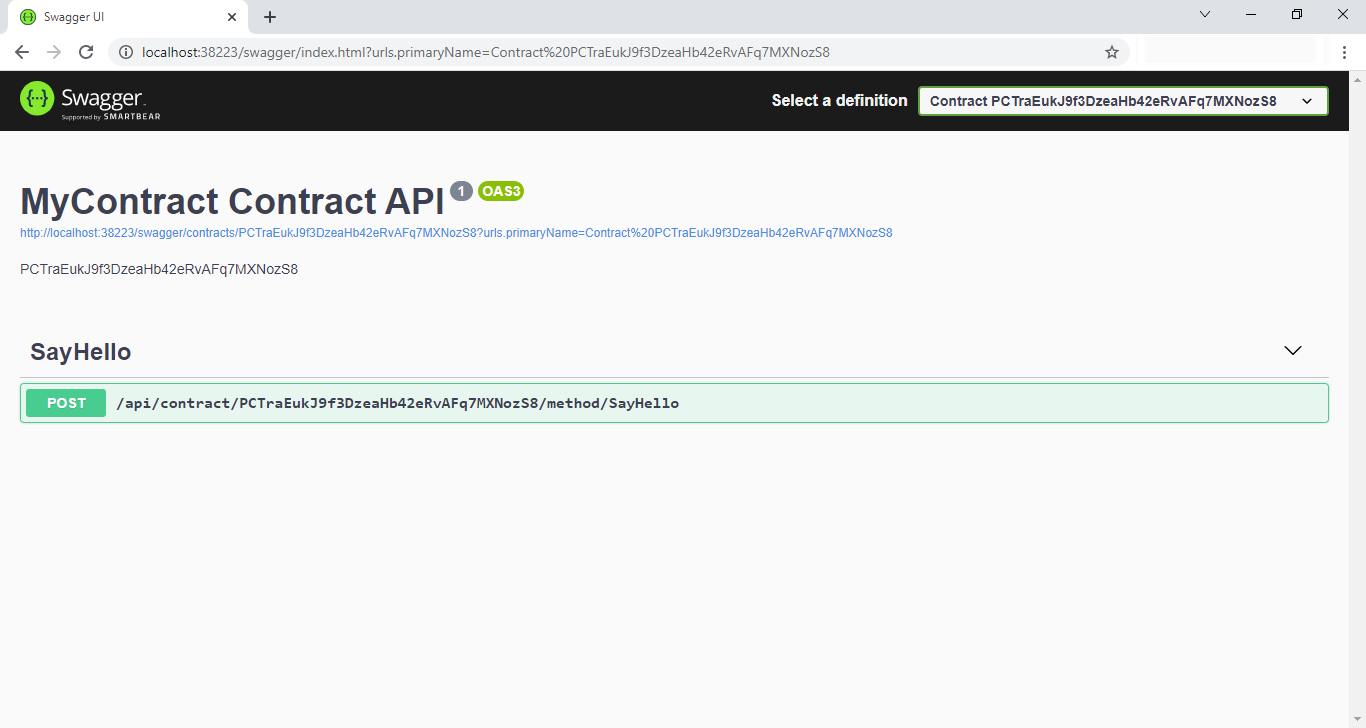 Swagger UI
localhost:38223/swagger/index.html?urls.primaryName=Contract%20PCTraEukJ9f3DzeaHb42eRvAFq7MXNozS8
Swagger.
Supported by SMARTBEAR
Select a definition
Contract PCTraEukJ9f3DzeaHb42eRvAFq7MXNozS8
MyContract Contract API 1 OAS3
http://localhost:38223/swagger/contracts/PCTraEukJ9f3DzeaHb42eRvAFq7MXNozS8?urls.primaryName=Contract%20PCTraEukJ9f3DzeaHb42eRvAFq7MXNozS8
PCTraEukJ9f3DzeaHb42eRvAFq7MXNozS8
SayHello
POST /api/contract/PCTraEukJ9f3DzeaHb42eRvAFq7MXNozS8/method/SayHello